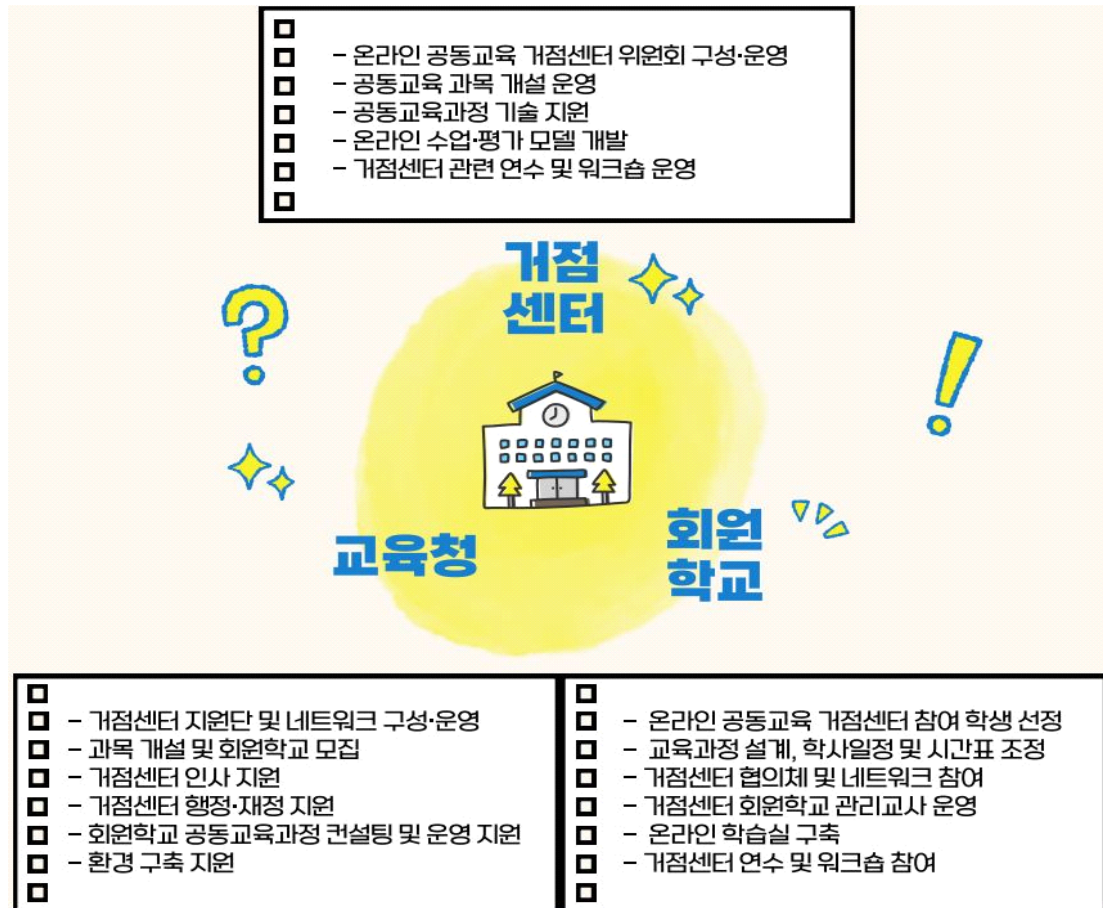 - 온라인 공동교육 거점센터 위원회 구성·운영
- 공동교육 과목 개설 운영
- 공동교육과정 기술 지원
- 온라인 수업·평가 모델 개발
- 거점센터 관련 연수 및 워크숍 운영
거점
센터
교육청
회원
학교
- 거점센터 지원단 및 네트워크 구성·운영
- 과목 개설 및 회원학교 모집
- 거점센터 인사 지원
- 거점센터 행정·재정 지원
- 회원학교 공동교육과정 컨설팅 및 운영 지원
- 환경 구축 지원
- 온라인 공동교육 거점센터 참여 학생 선정
- 교육과정 설계, 학사일정 및 시간표 조정
- 거점센터 협의체 및 네트워크 참여
- 거점센터 회원학교 관리교사 운영
- 온라인 학습실 구축
- 거점센터 연수 및 워크숍 참여